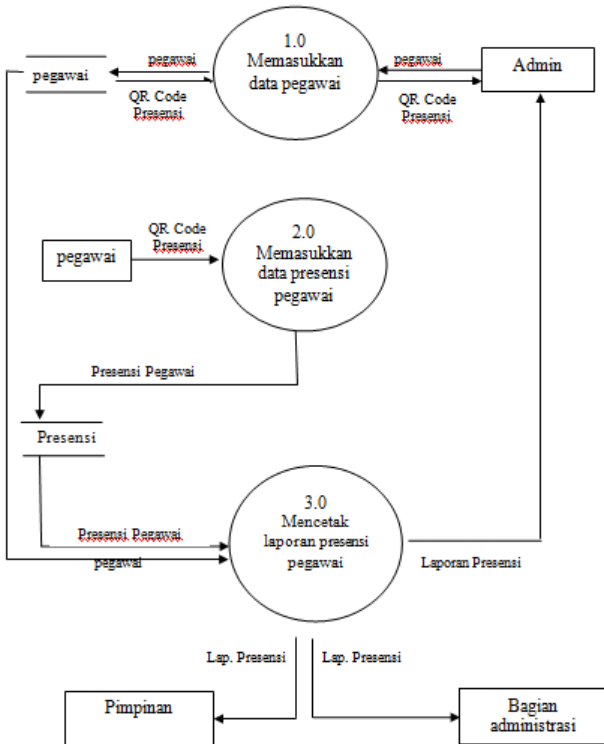 1.0
Memasukkan
data pegawai
pegawai
pegawai
QR Code
Presensi
pegawai
QR Code
Presensi
Admin
pegawai
QR Code
Presensi
2.0
Memasukkan
data presensi
pegawai
Presensi Pegawai
Presensi
Presensi Pegawai
pegawai
3.0
Mencetak
laporan presensi
pegawai
Laporan Presensi
Lap. Presensi
Lap. Presensi
Pimpinan
Bagian
administrasi